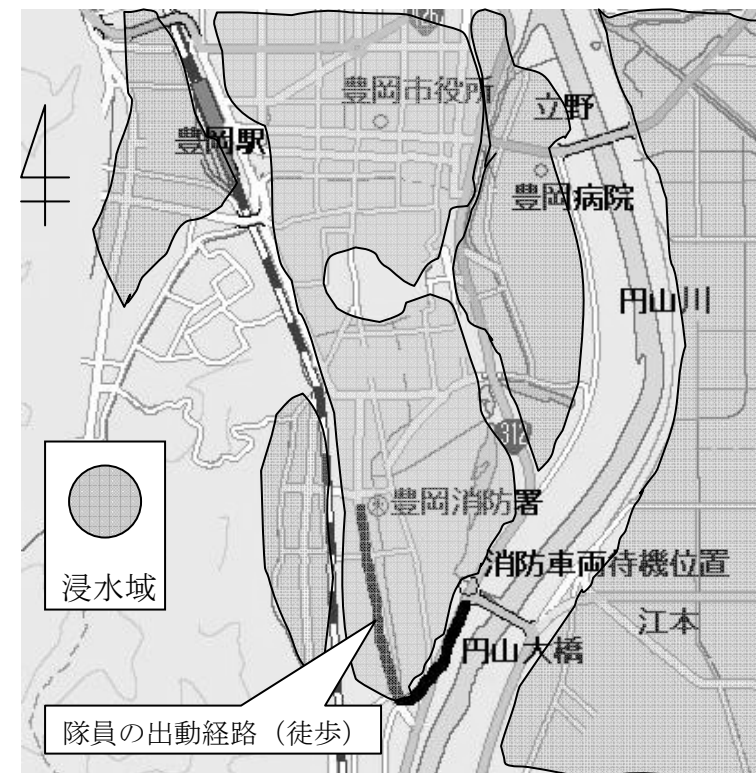 豊岡市役所
立野
豊岡駅
豊岡病院
円山川
312
豊岡消防署
浸水域
消防車両待機位置
江本
円山大橋
隊員の出動経路（徒歩）